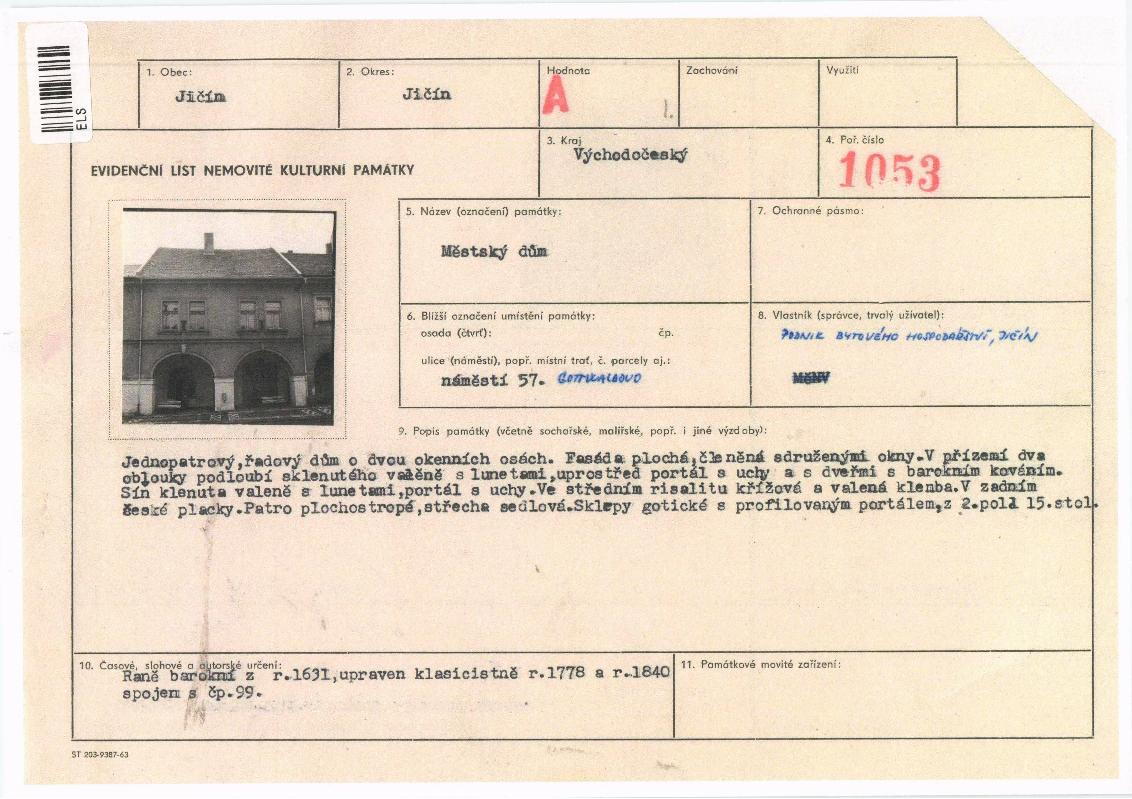 ELS
1. Obec:
Jičín
2. Okres:
Jičín
Hodnota
A
1.
Zachování
Využití
EVIDENČNÍ LIST NEMOVITÉ KULTURNÍ PAMÁTKY
3. Kraj
Východočeský
4. Poř. číslo
1053
5. Název (označení) památky:
Městský dům
7. Ochranné pásmo:
6. Bližší označení umístění památky:
osada (čtvrť): čp.
ulice (náměstí), popř. místní trať, č. parcely aj.:
náměstí 57. GOTTWALDOVO
8. Vlastník (správce, trvalý uživatel):
PODNIK BYTOVÉHO HOSPODÁŘSTVÍ, JIČÍN
MěNV
9. Popis památky (včetně sochařské, malířské, popř. i jiné výzdoby):
Jednopatrový,řadový dům o dvou okenních osách. Fasáda plochá,členěná sdruženými okny.V přízemí dva
oblouky podloubí sklenutého valeně s lunetami,uprostřed portál s uchy a s dveřmi s barokním kováním.
Síň klenuta valeně s lunetami,portál s uchy.Ve středním risalitu křížová a valená klenba.V zadním
české placky.Patro plochostropé,střecha sedlová.Sklepy gotické s profilovaným portálem,z 2.polI 15.stol.
10. Časové, slohové a autorské určení:
Raně barokní z r.1631,upraven klasicistně r.1778 a r.1840
spojem s čp.99.
11. Památkové movité zařízení:
ST 203-9387-63